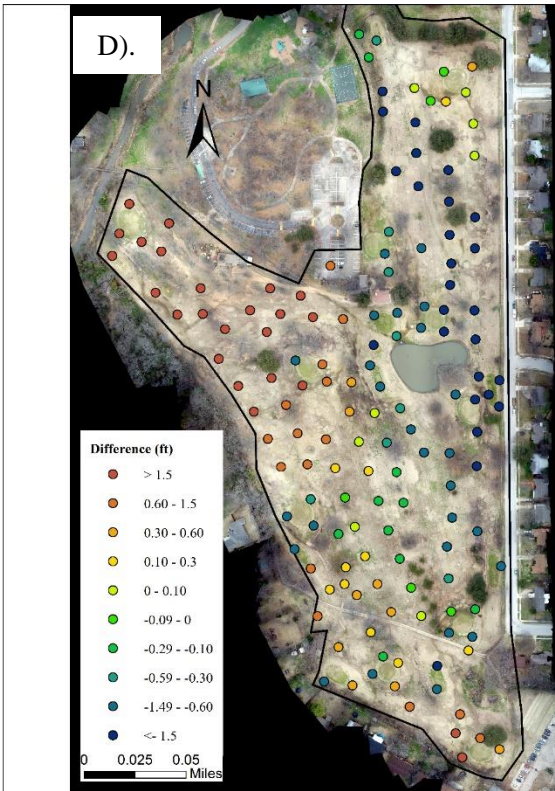 D).
N
Difference (ft)
> 1.5
0.60 - 1.5
0.30 - 0.60
0.10 - 0.3
0 - 0.10
-0.09 - 0
-0.29 - -0.10
-0.59 - -0.30
-1.49 - -0.60
<- 1.5
0 0.025 0.05
Miles